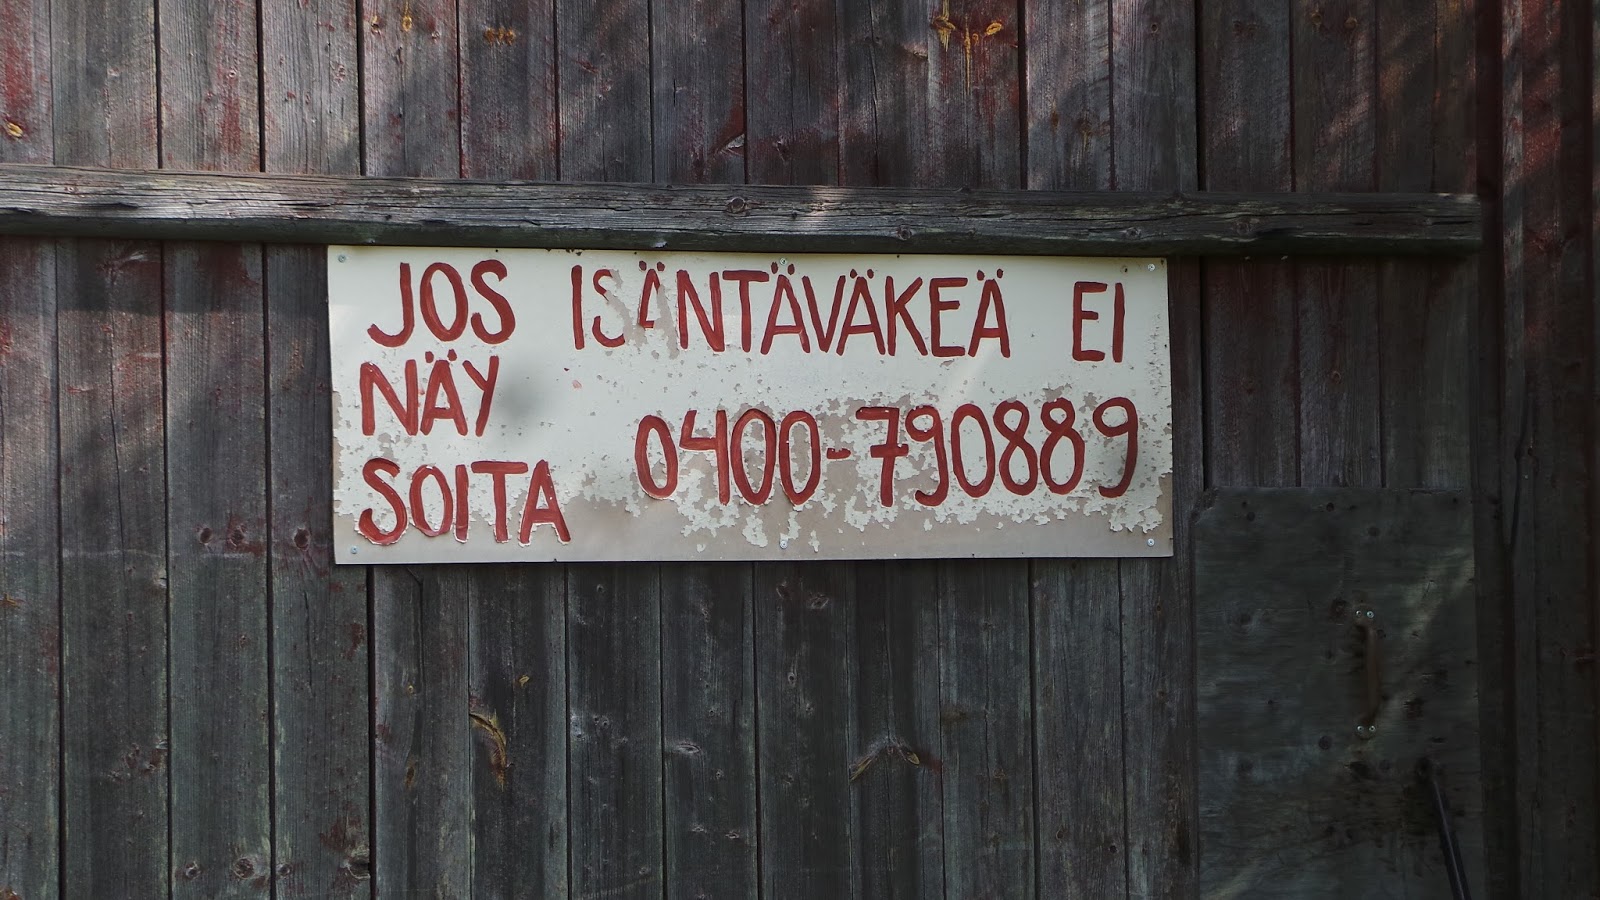 JOS ISÄNTÄVÄKEÄ EI
NÄY
SOITA 0400-790889